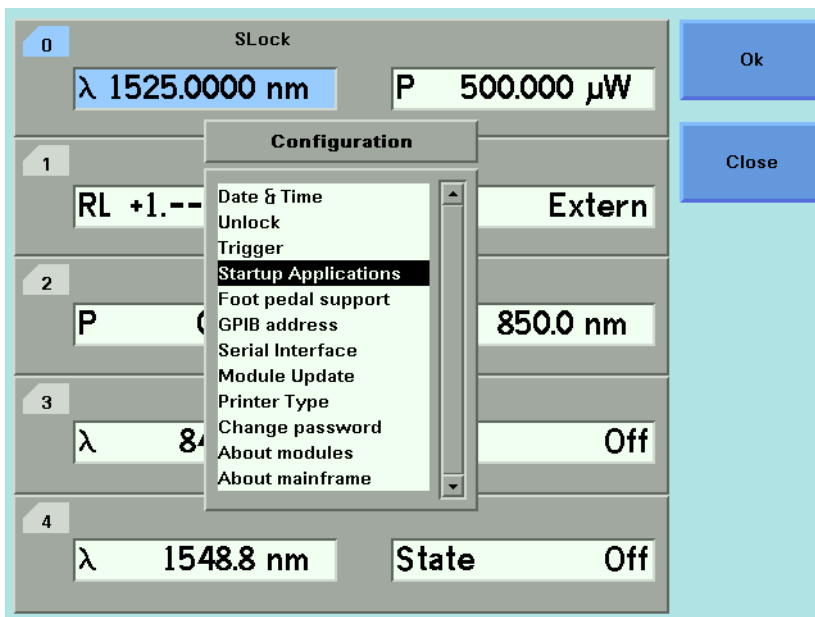 0
SLock
λ 1525.0000 nm
P 500.000 µW
Ok
Close
Configuration
1
RL +1.--
Extern
2
P
850.0 nm
3
λ
Off
4
λ 1548.8 nm
State Off
Date & Time
Unlock
Trigger
Startup Applications
Foot pedal support
GPIB address
Serial Interface
Module Update
Printer Type
Change password
About modules
About mainframe